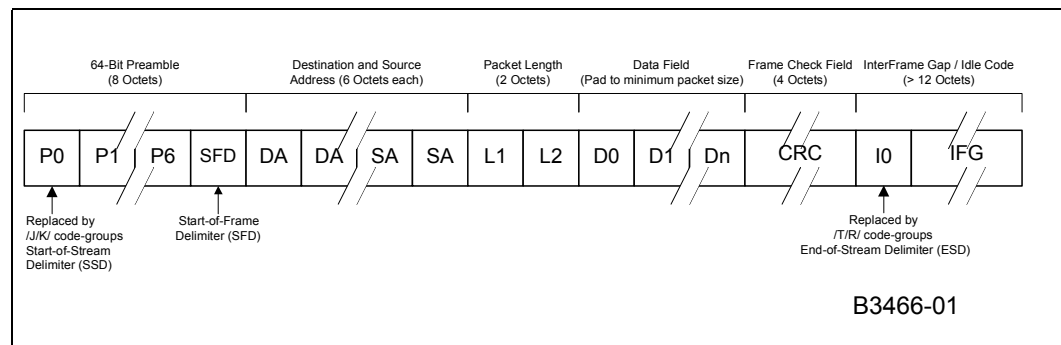 64-Bit Preamble
(8 Octets)
Destination and Source
Address (6 Octets each)
Packet Length
(2 Octets)
Data Field
(Pad to minimum packet size)
Frame Check Field
(4 Octets)
InterFrame Gap / Idle Code
(> 12 Octets)
P0 P1 P6 SFD DA DA SA SA L1 L2 D0 D1 Dn CRC I0 IFG
Replaced by
/J/K/ code-groups
Start-of-Stream
Delimiter (SSD)
Start-of-Frame
Delimiter (SFD)
Replaced by
/T/R/ code-groups
End-of-Stream Delimiter (ESD)
B3466-01